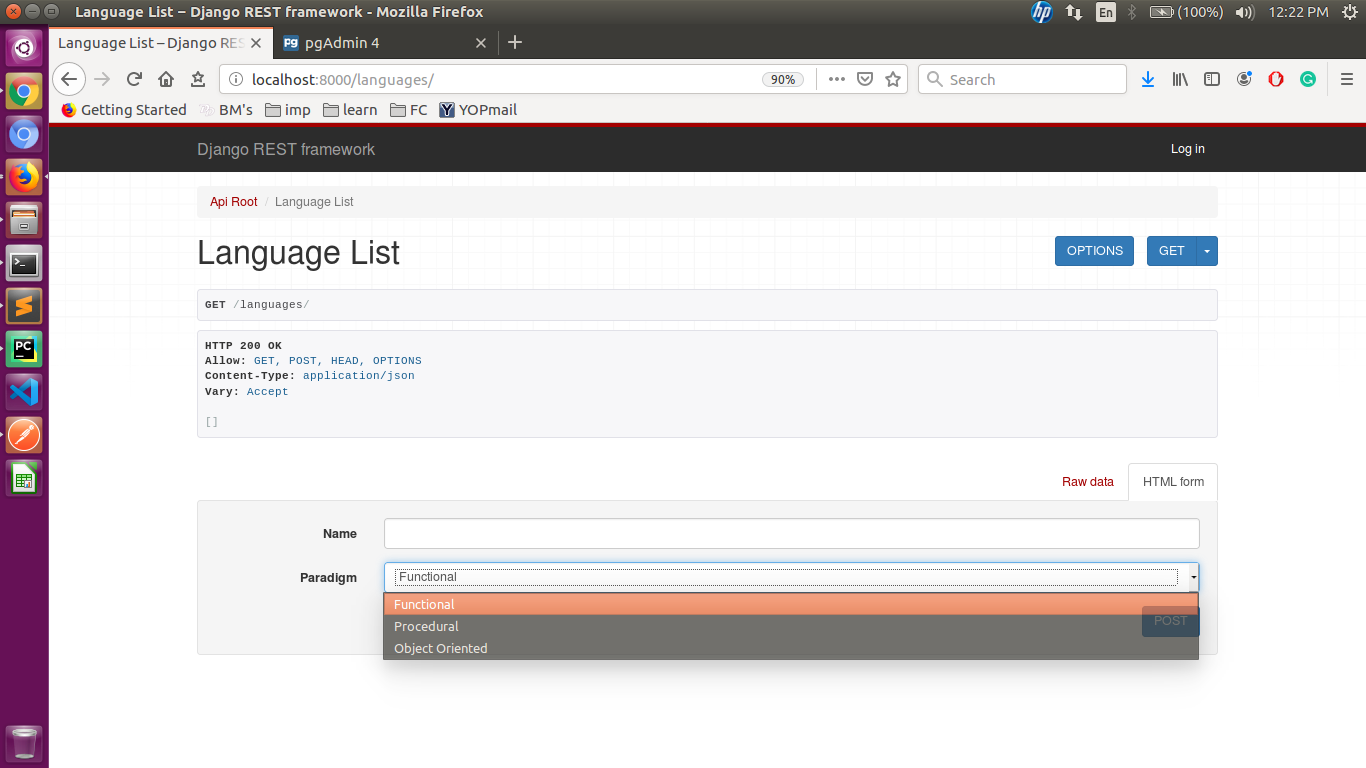 Language List – Django REST framework - Mozilla Firefox
hp
En
(100%)
12:22 PM
Language List – Django RES
Pg
pgAdmin 4
localhost:8000/languages/
90%
Search
Getting Started
BM's
imp
learn
FC
Y
YOPmail
Django REST framework
Log in
Api Root / Language List
Language List
OPTIONS
GET
GET /languages/
HTTP 200 OK
Allow: GET, POST, HEAD, OPTIONS
Content-Type: application/json
Vary: Accept
[]
Raw data
HTML form
Name
Paradigm
Functional
Functional
Procedural
Object Oriented
POST
PC